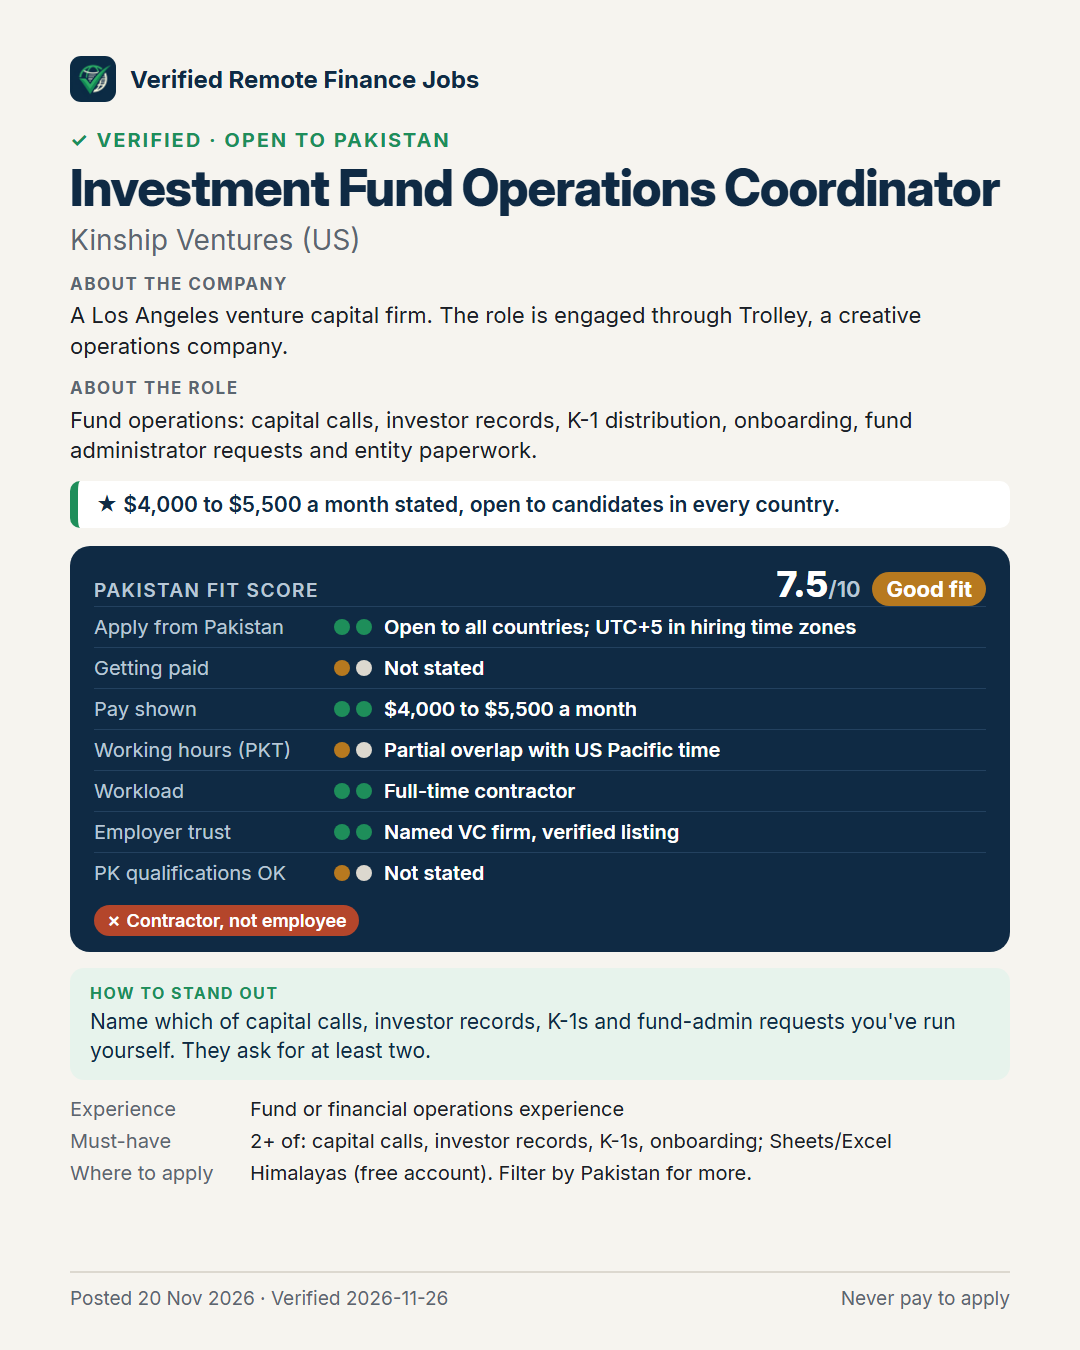 Verified Remote Finance Jobs
✓ VERIFIED · OPEN TO PAKISTAN
Investment Fund Operations Coordinator
Kinship Ventures (US)
ABOUT THE COMPANY
A Los Angeles venture capital firm. The role is engaged through Trolley, a creative
operations company.
ABOUT THE ROLE
Fund operations: capital calls, investor records, K-1 distribution, onboarding, fund
administrator requests and entity paperwork.
★ $4,000 to $5,500 a month stated, open to candidates in every country.
PAKISTAN FIT SCORE 7.5/10 Good fit
Apply from Pakistan Open to all countries; UTC+5 in hiring time zones
Getting paid Not stated
Pay shown $4,000 to $5,500 a month
Working hours (PKT) Partial overlap with US Pacific time
Workload Full-time contractor
Employer trust Named VC firm, verified listing
PK qualifications OK Not stated
× Contractor, not employee
HOW TO STAND OUT
Name which of capital calls, investor records, K-1s and fund-admin requests you've run
yourself. They ask for at least two.
Experience Fund or financial operations experience
Must-have 2+ of: capital calls, investor records, K-1s, onboarding; Sheets/Excel
Where to apply Himalayas (free account). Filter by Pakistan for more.
Posted 20 Nov 2026 · Verified 2026-11-26 Never pay to apply